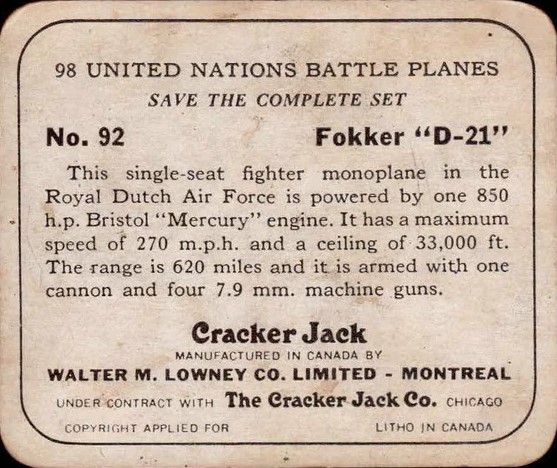 98 UNITED NATIONS BATTLE PLANES
SAVE THE COMPLETE SET
No. 92 Fokker "D-21"
This single-seat fighter monoplane in the
Royal Dutch Air Force is powered by one 850
h.p. Bristol "Mercury" engine. It has a maximum
speed of 270 m.p.h. and a ceiling of 33,000 ft.
The range is 620 miles and it is armed with one
cannon and four 7.9 mm. machine guns.
Cracker Jack
MANUFACTURED IN CANADA BY
WALTER M. LOWNEY CO. LIMITED - MONTREAL
UNDER CONTRACT WITH The Cracker Jack Co. CHICAGO
COPYRIGHT APPLIED FOR LITHO IN CANADA